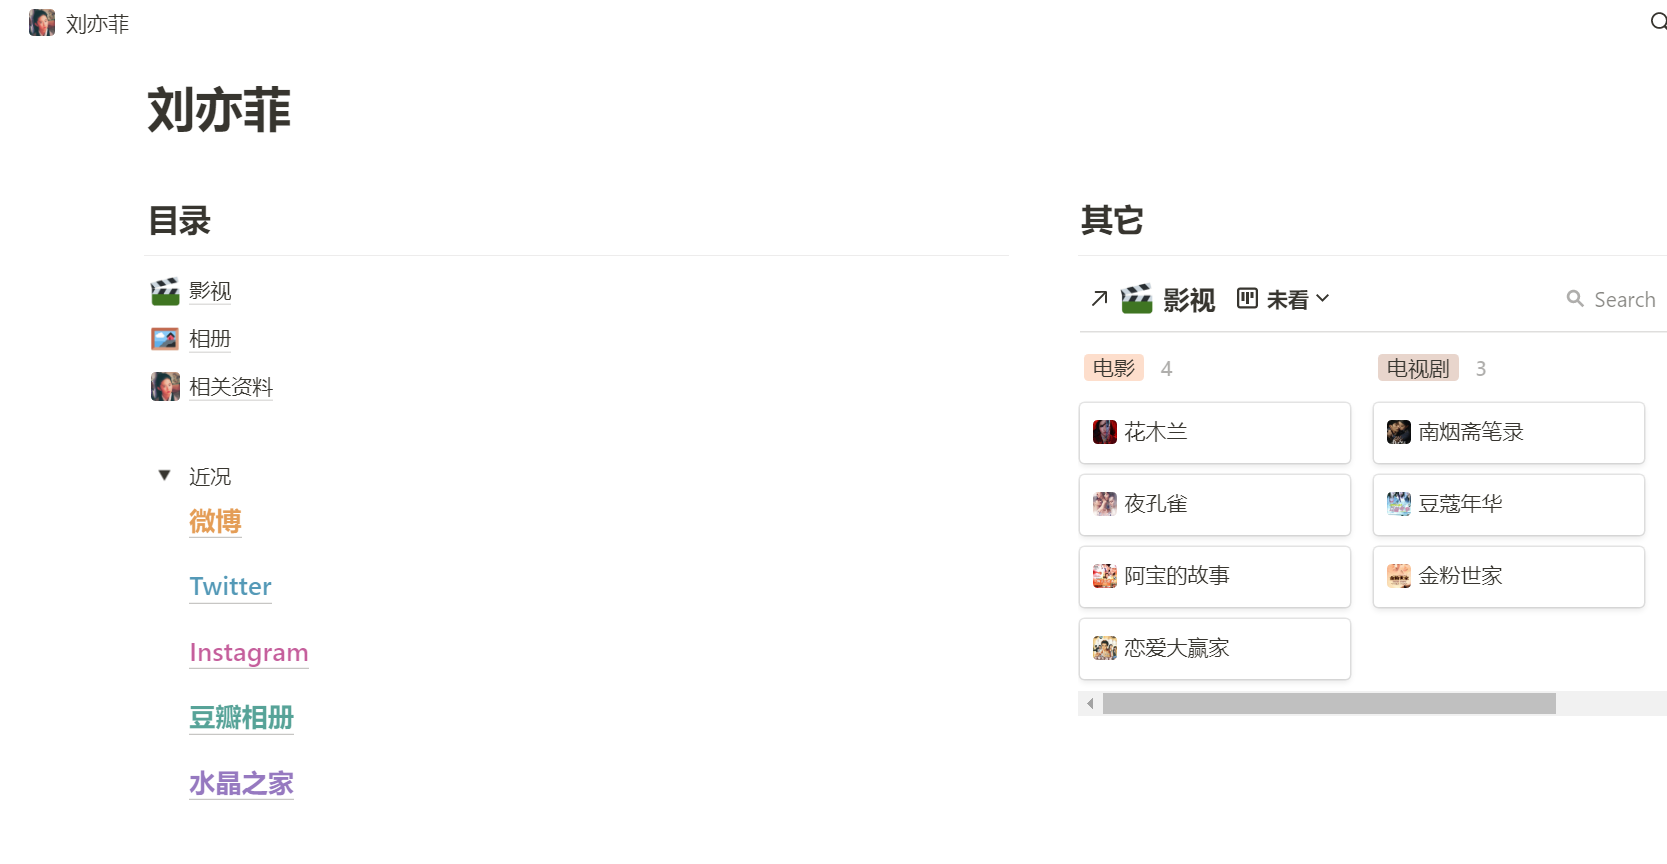 刘亦菲
刘亦菲
目录
影视
相册
相关资料
近况
微博
Twitter
Instagram
豆瓣相册
水晶之家
其它
影视 未看 Search
电影 4
花木兰
夜孔雀
阿宝的故事
恋爱大赢家
电视剧 3
南烟斋笔录
豆蔻年华
金粉世家